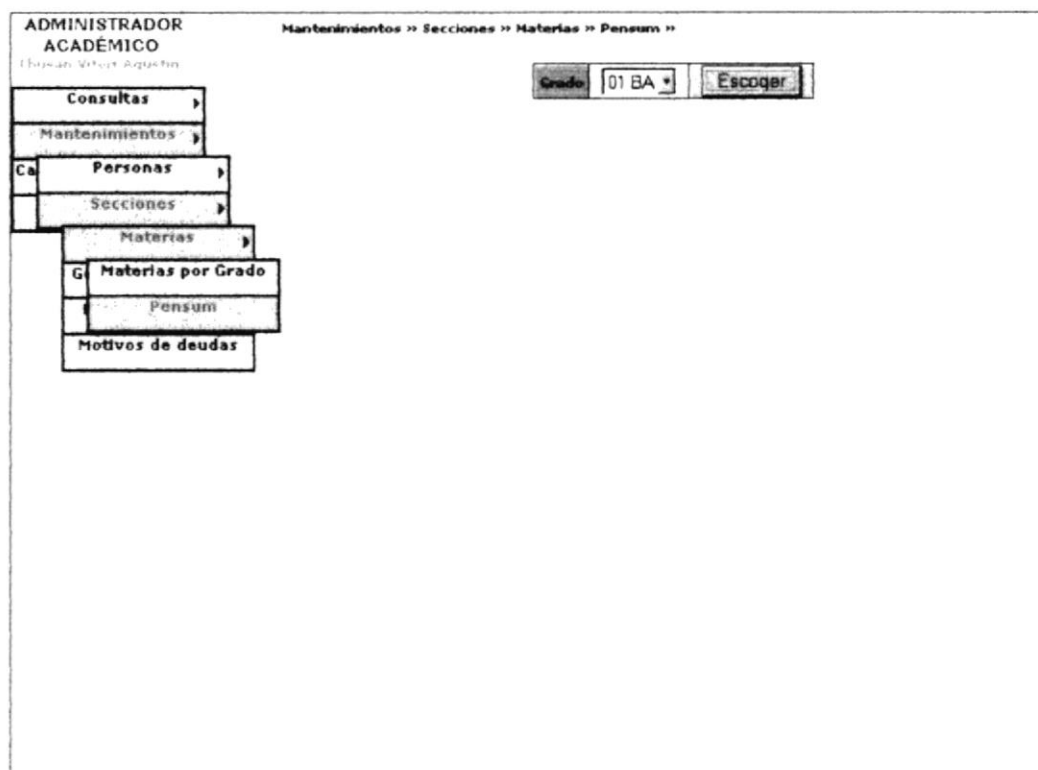 ADMINISTRADOR
ACADÉMICO
Mantenimientos » Secciones » Materias » Pensum »
Grado 01 BA Escoger
Consultas
Mantenimientos
Ca
Personas
Secciones
Materias
G
Materias por Grado
Pensum
Motivos de deudas